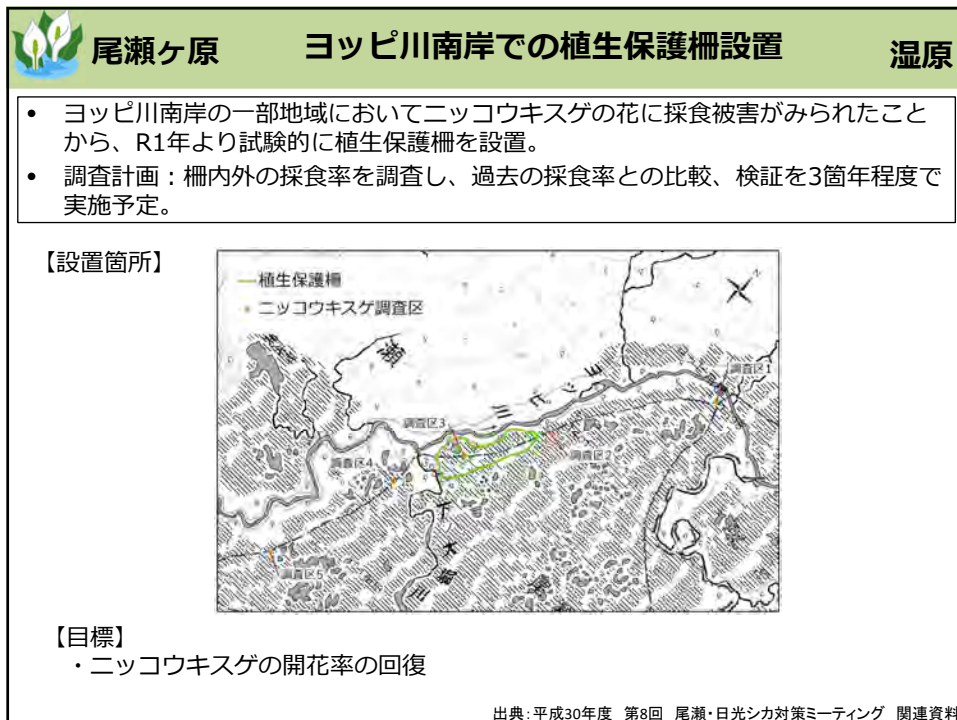 尾瀬ヶ原
ヨッピ川南岸での植生保護柵設置
湿原
• ヨッピ川南岸の一部地域においてニッコウキスゲの花に採食被害がみられたこと
から、R1年より試験的に植生保護柵を設置。
• 調査計画：柵内外の採食率を調査し、過去の採食率との比較、検証を3箇年程度で
実施予定。
【設置箇所】
植生保護柵
ニッコウキスゲ調査区
調査区1
ヨッピ川
調査区3
調査区2
調査区4
下大堀川
調査区5
【目標】
・ニッコウキスゲの開花率の回復
出典：平成30年度 第8回 尾瀬・日光シカ対策ミーティング 関連資料